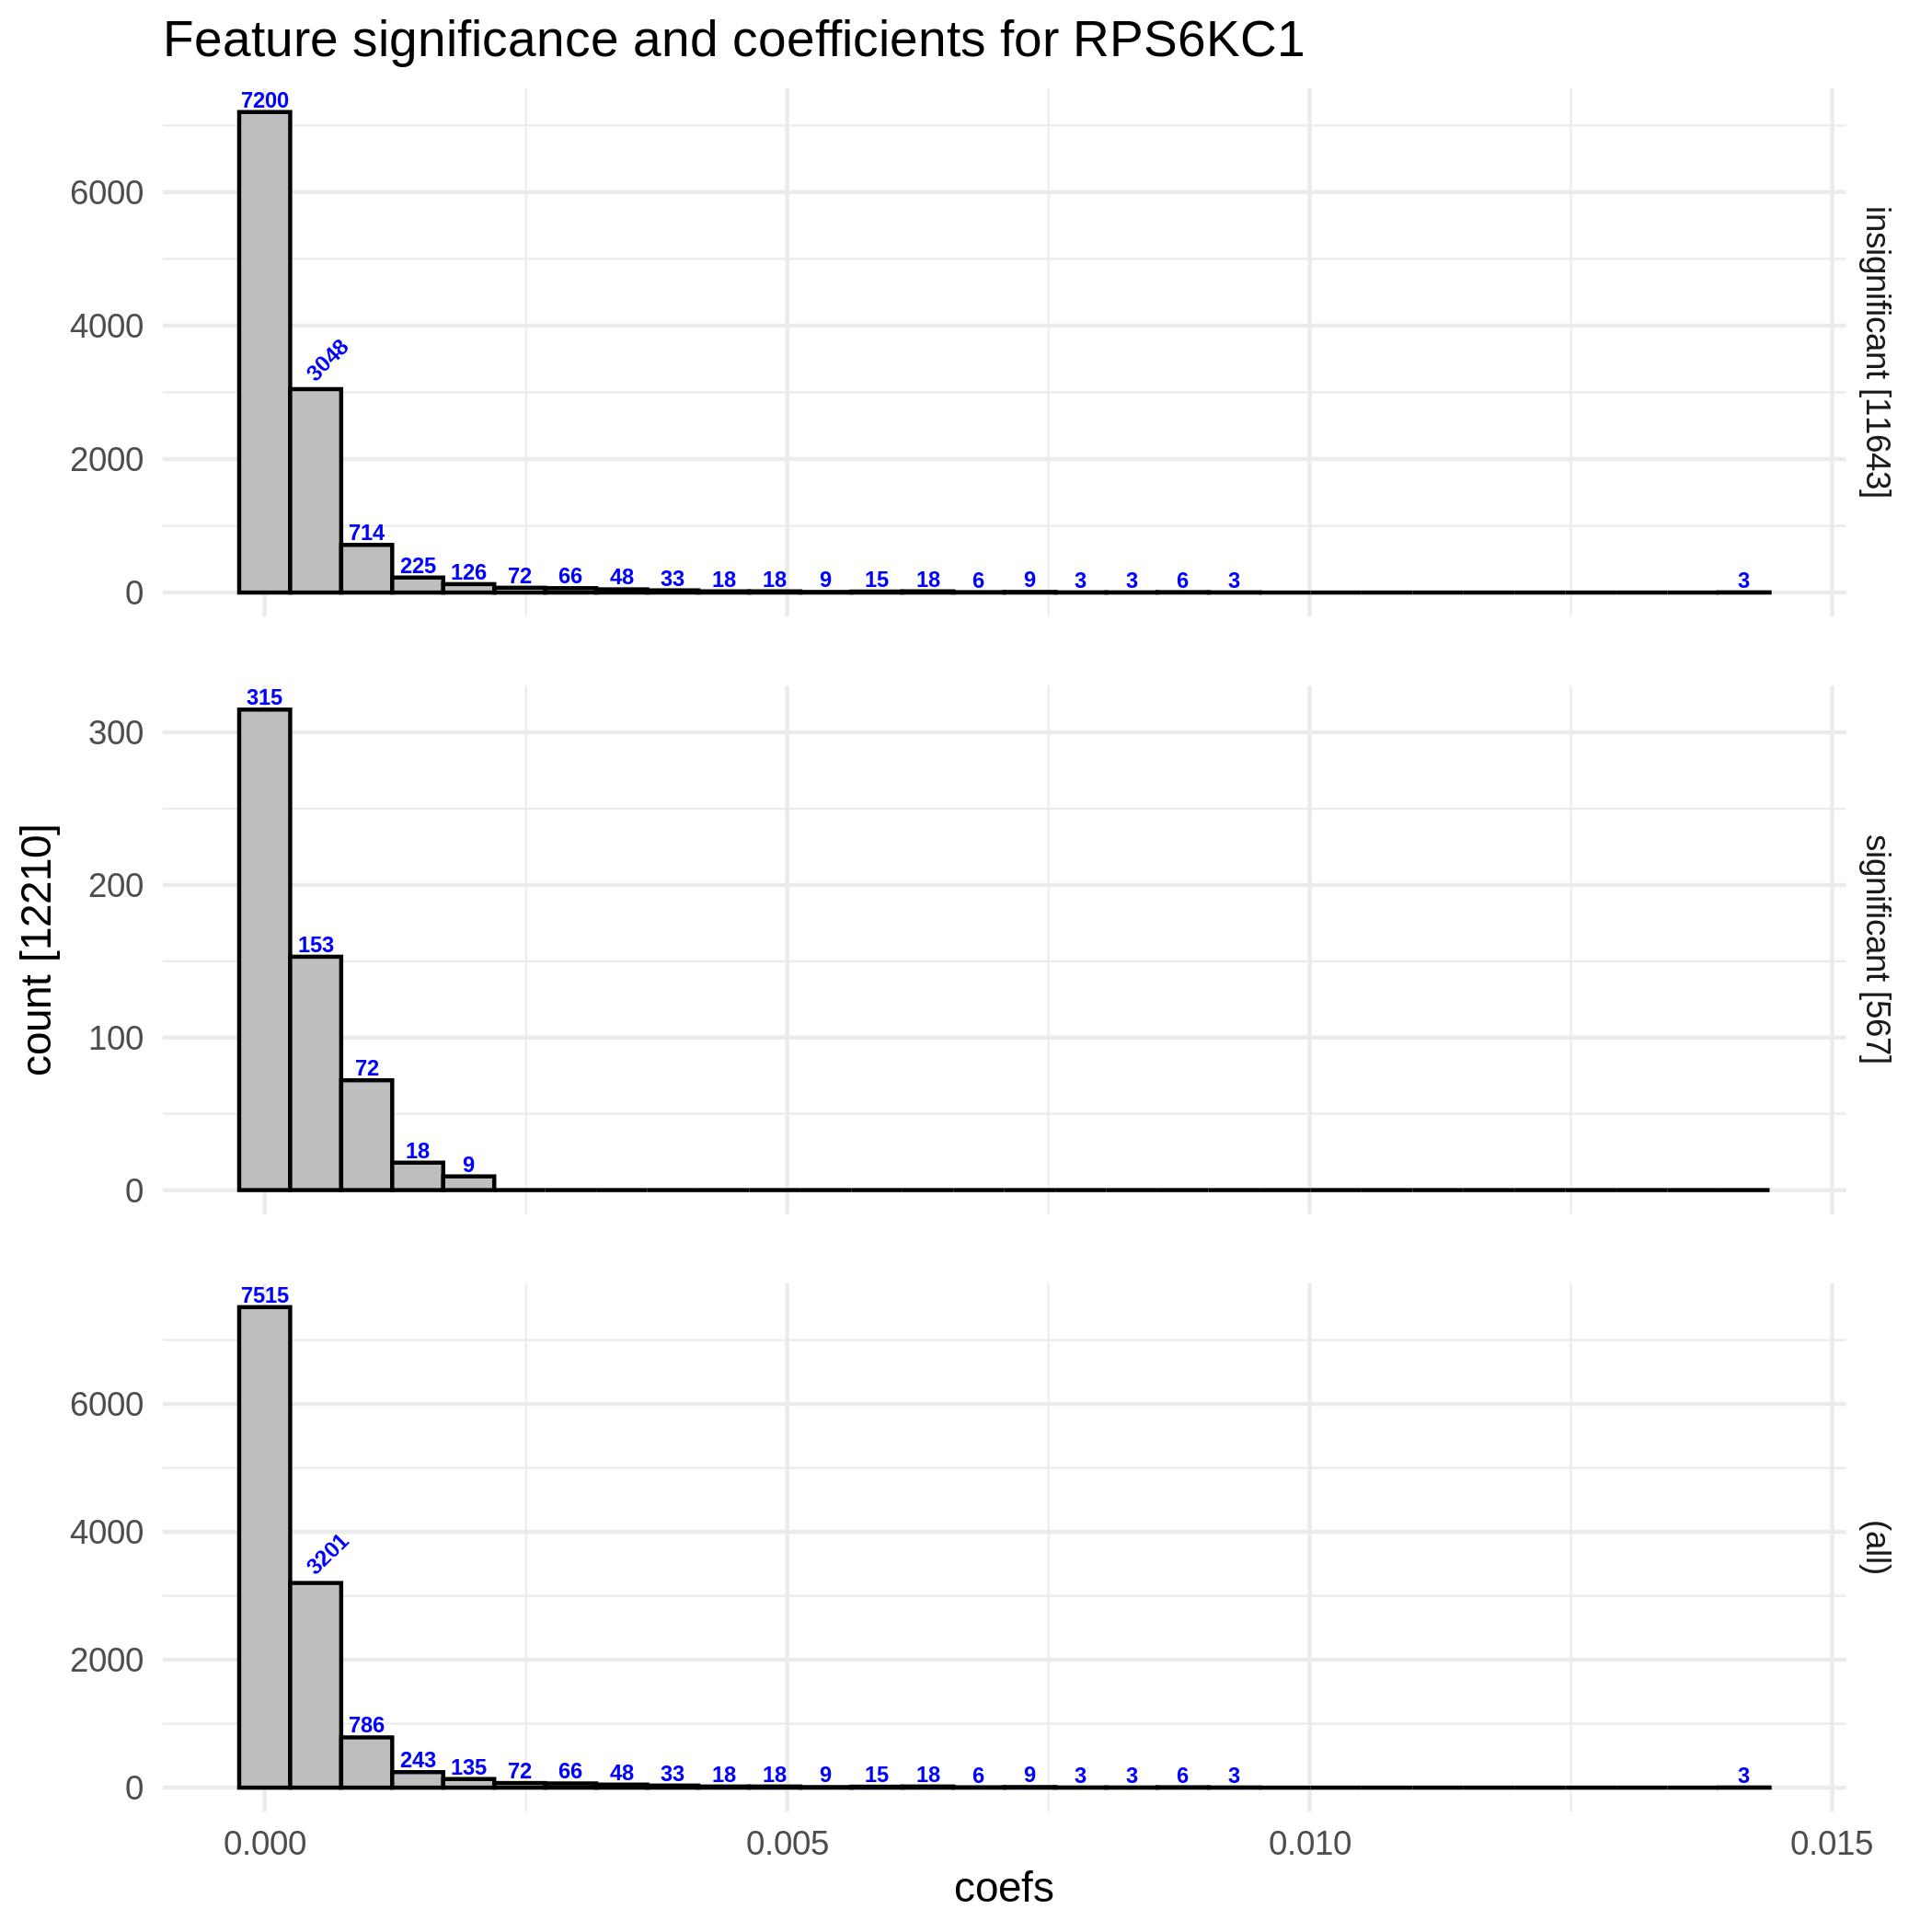 Feature significance and coefficients for RPS6KC1
7200
6000
4000
2000
0
3048
714
225 126 72 66 48 33 18 18 9 15 18 6 9 3 3 6 3 3
insignificant [11643]
315
300
200
100
0
153
72
18
9
significant [567]
count [12210]
7515
6000
4000
2000
0
3201
786
243 135 72 66 48 33 18 18 9 15 18 6 9 3 3 6 3 3
(all)
0.000 0.005 0.010 0.015
coefs